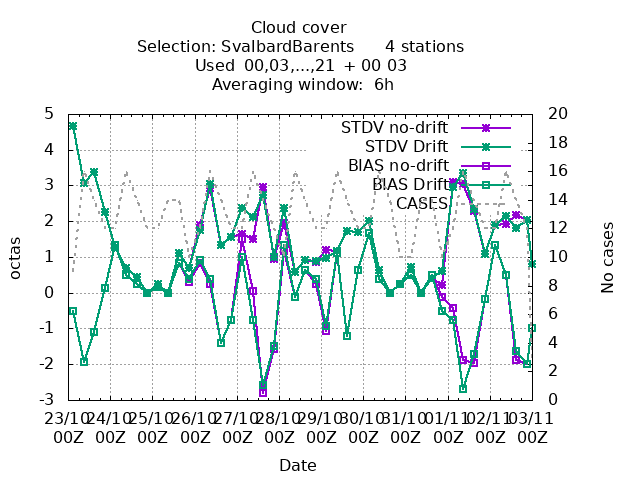 Cloud cover
Selection: SvalbardBarents      4 stations
Used  00,03,...,21  + 00 03
Averaging window:  6h
STDV no-drift
STDV Drift
BIAS no-drift
BIAS Drift
CASES
octas
5
4
3
2
1
0
-1
-2
-3
No cases
20
18
16
14
12
10
8
6
4
2
0
23/10 24/10 25/10 26/10 27/10 28/10 29/10 30/10 31/10 01/11 02/11 03/11
00Z 00Z 00Z 00Z 00Z 00Z 00Z 00Z 00Z 00Z 00Z 00Z
Date